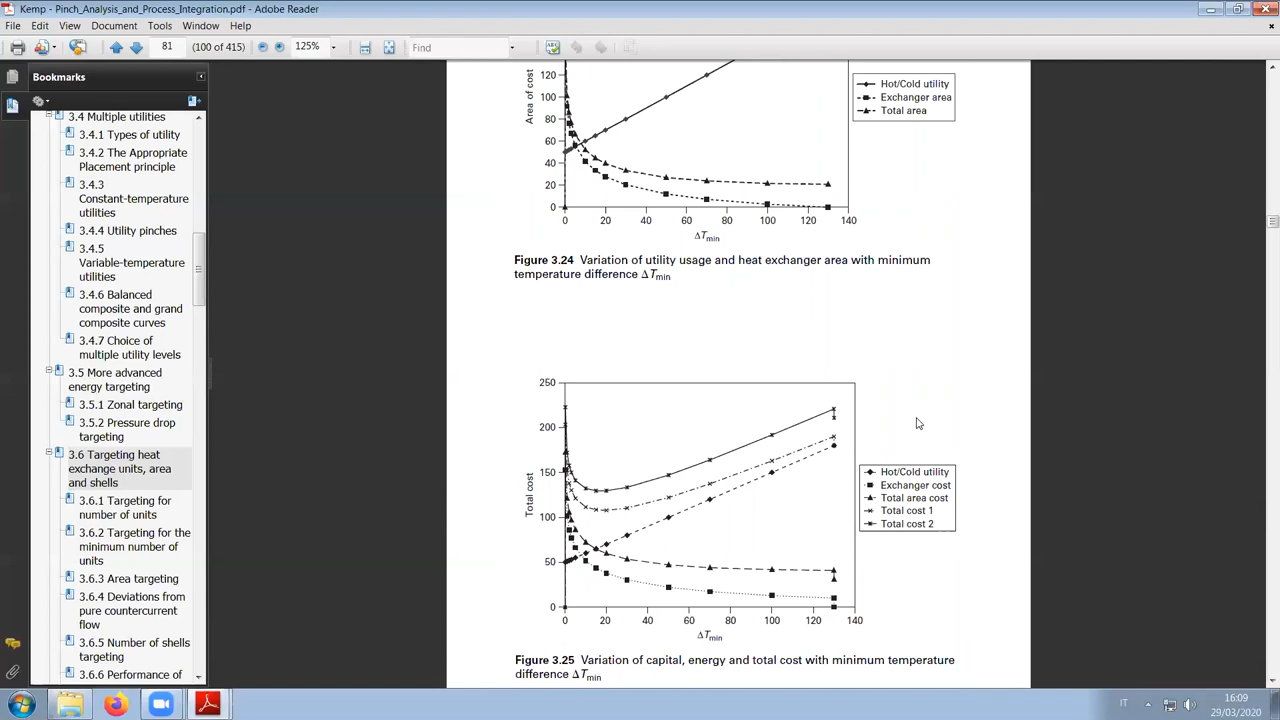 Kemp - Pinch_Analysis_and_Process_Integration.pdf - Adobe Reader
File Edit View Document Tools Window Help
81 (100 of 415) 125% Find
Bookmarks
3.4 Multiple utilities
3.4.1 Types of utility
3.4.2 The Appropriate
Placement principle
3.4.3
Constant-temperature
utilities
3.4.4 Utility pinches
3.4.5
Variable-temperature
utilities
3.4.6 Balanced
composite and grand
composite curves
3.4.7 Choice of
multiple utility levels
3.5 More advanced
energy targeting
3.5.1 Zonal targeting
3.5.2 Pressure drop
targeting
3.6 Targeting heat
exchange units, area
and shells
3.6.1 Targeting for
number of units
3.6.2 Targeting for the
minimum number of
units
3.6.3 Area targeting
3.6.4 Deviations from
pure countercurrent
flow
3.6.5 Number of shells
targeting
3.6.6 Performance of
Area of cost
120
100
80
60
40
20
0
0 20 40 60 80 100 120 140
ΔTmin
Hot/Cold utility
Exchanger area
Total area
Figure 3.24 Variation of utility usage and heat exchanger area with minimum
temperature difference ΔTmin
Total cost
250
200
150
100
50
0
0 20 40 60 80 100 120 140
ΔTmin
Hot/Cold utility
Exchanger cost
Total area cost
Total cost 1
Total cost 2
Figure 3.25 Variation of capital, energy and total cost with minimum temperature
difference ΔTmin
IT
16:09
29/03/2020